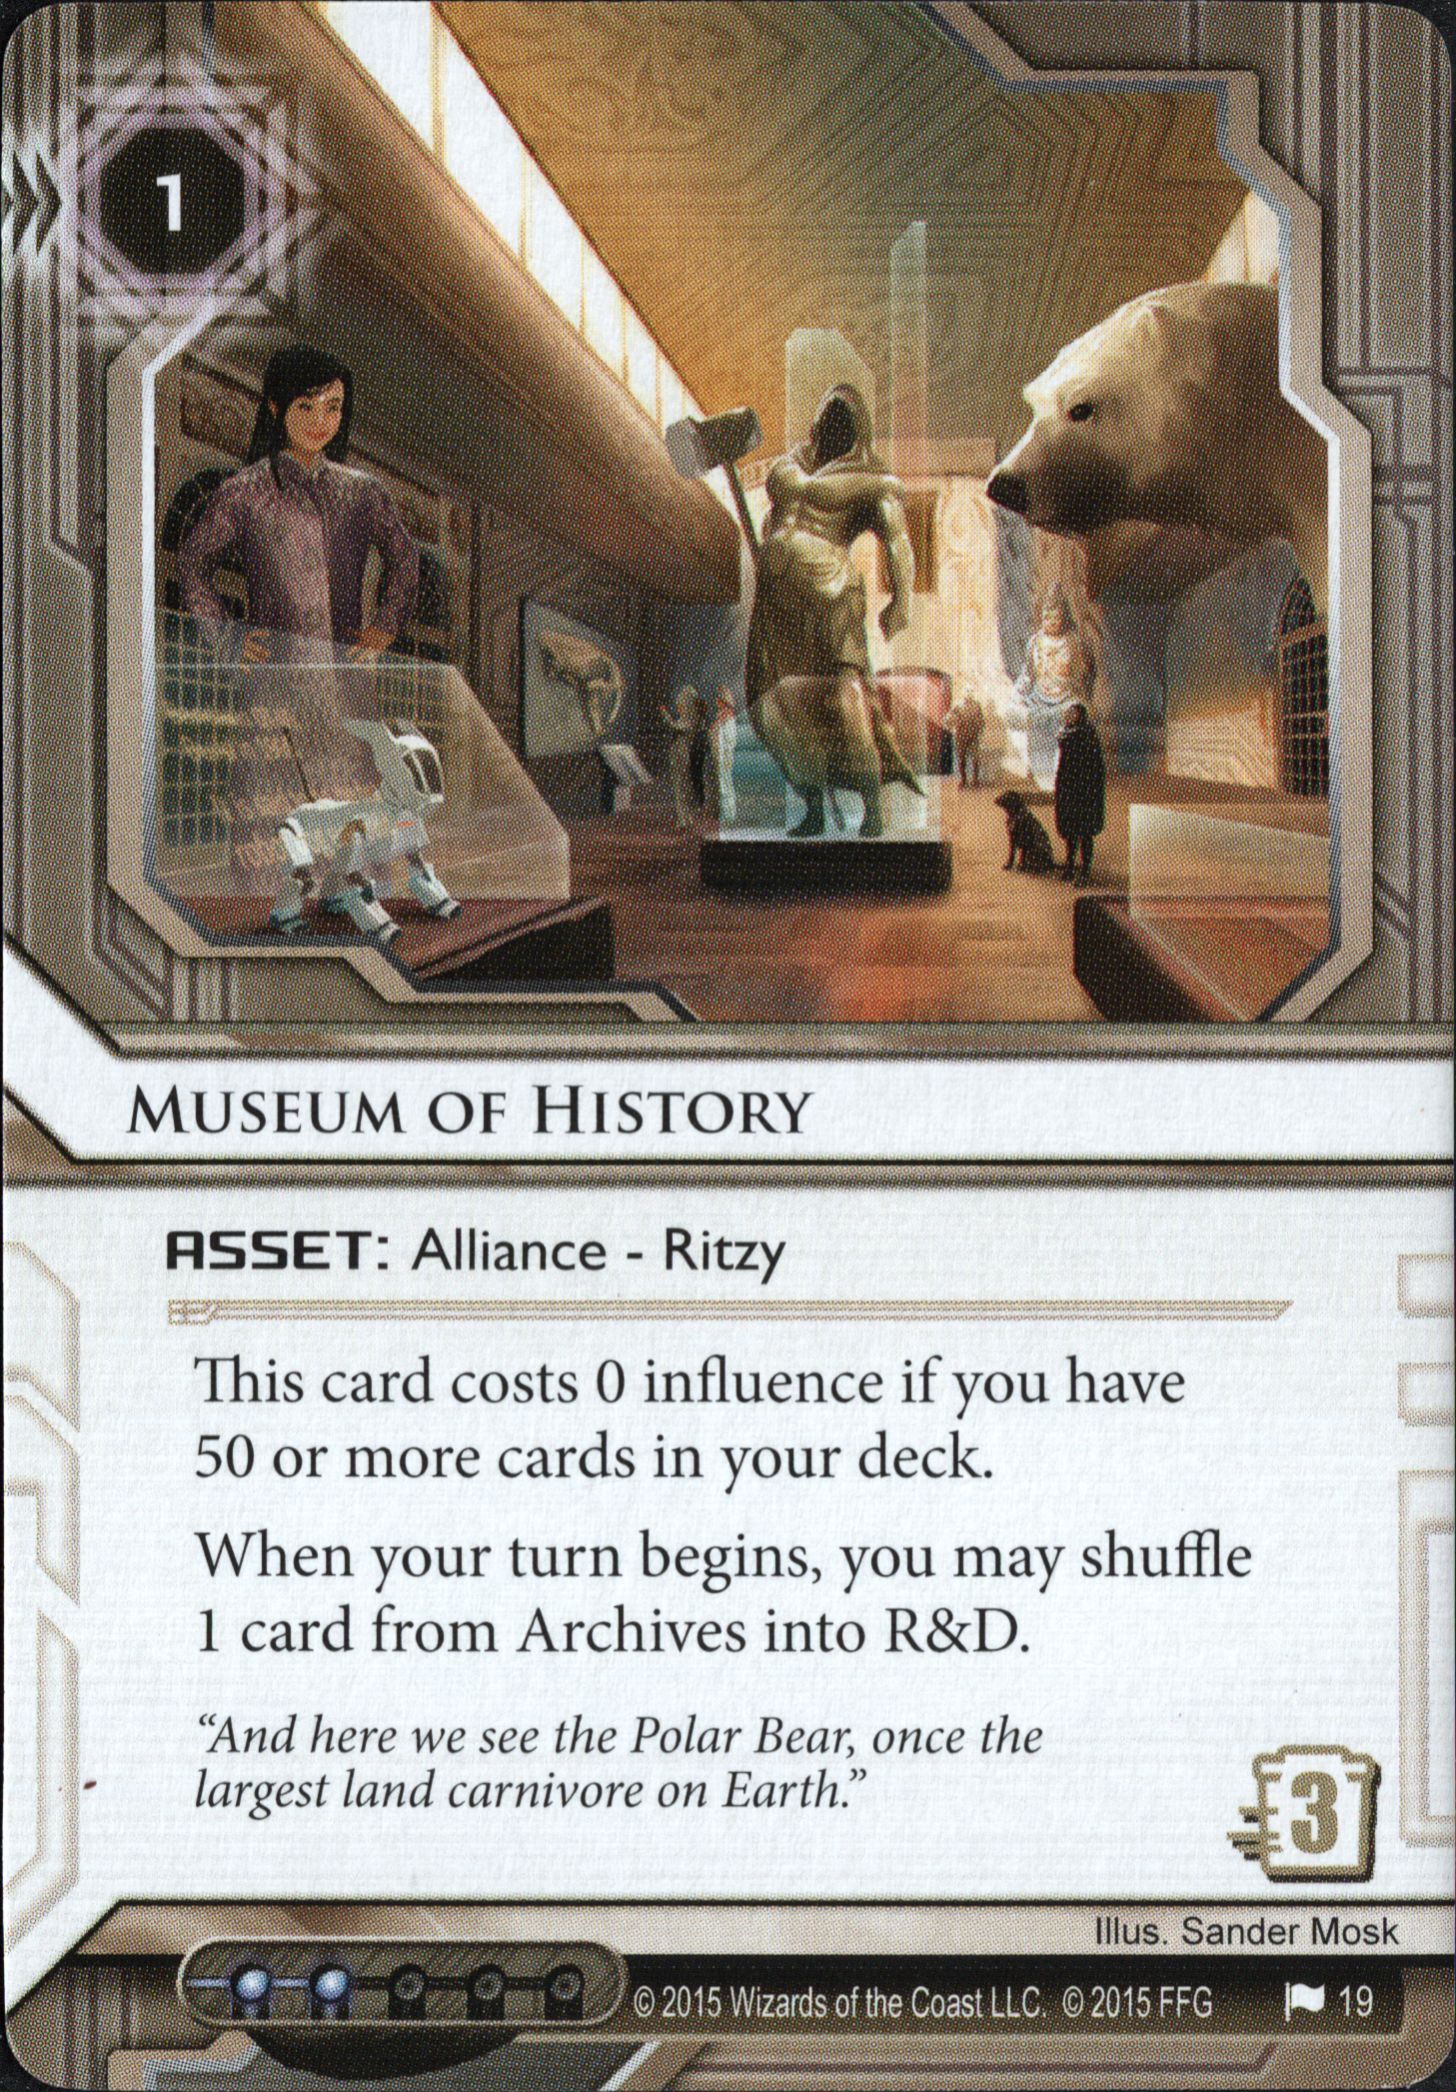 1
MUSEUM OF HISTORY
ASSET: Alliance - Ritzy
This card costs 0 influence if you have
50 or more cards in your deck.
When your turn begins, you may shuffle
1 card from Archives into R&D.
“And here we see the Polar Bear, once the
largest land carnivore on Earth.”
3
Illus. Sander Mosk
© 2015 Wizards of the Coast LLC. © 2015 FFG 19